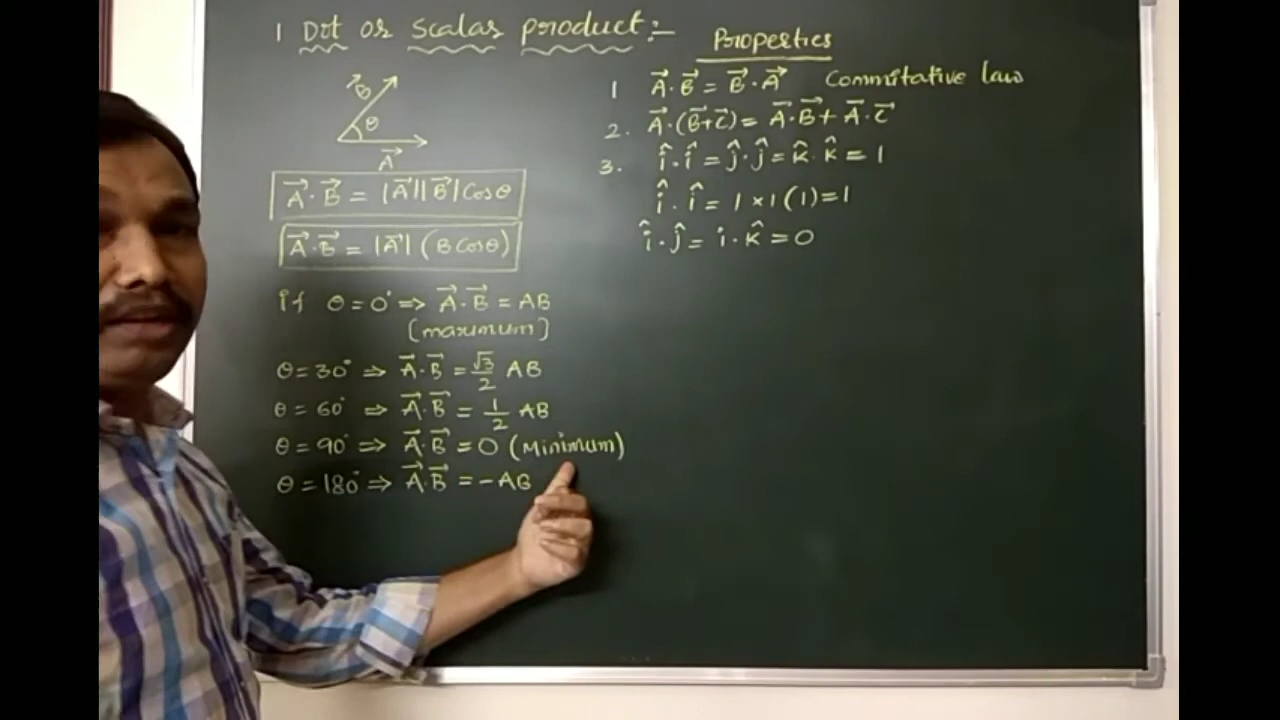 1 Dot or Scalar product :-
B⃗
θ
A⃗
A⃗·B⃗ = |A⃗||B⃗|Cosθ
A⃗·B⃗ = |A⃗| (BCosθ)
if θ = 0° ⇒ A⃗·B⃗ = AB
[maximum]
θ = 30° ⇒ A⃗·B⃗ = √3/2 AB
θ = 60° ⇒ A⃗·B⃗ = 1/2 AB
θ = 90° ⇒ A⃗·B⃗ = 0 (Minimum)
θ = 180° ⇒ A⃗·B⃗ = -AB
Properties
1 A⃗·B⃗ = B⃗·A⃗ Commitative law
2. A⃗·(B⃗+C⃗) = A⃗·B⃗ + A⃗·C⃗
3. î·î = ĵ·ĵ = k̂·k̂ = 1
î·î = 1×1(1)=1
î·ĵ = i·k̂ = 0